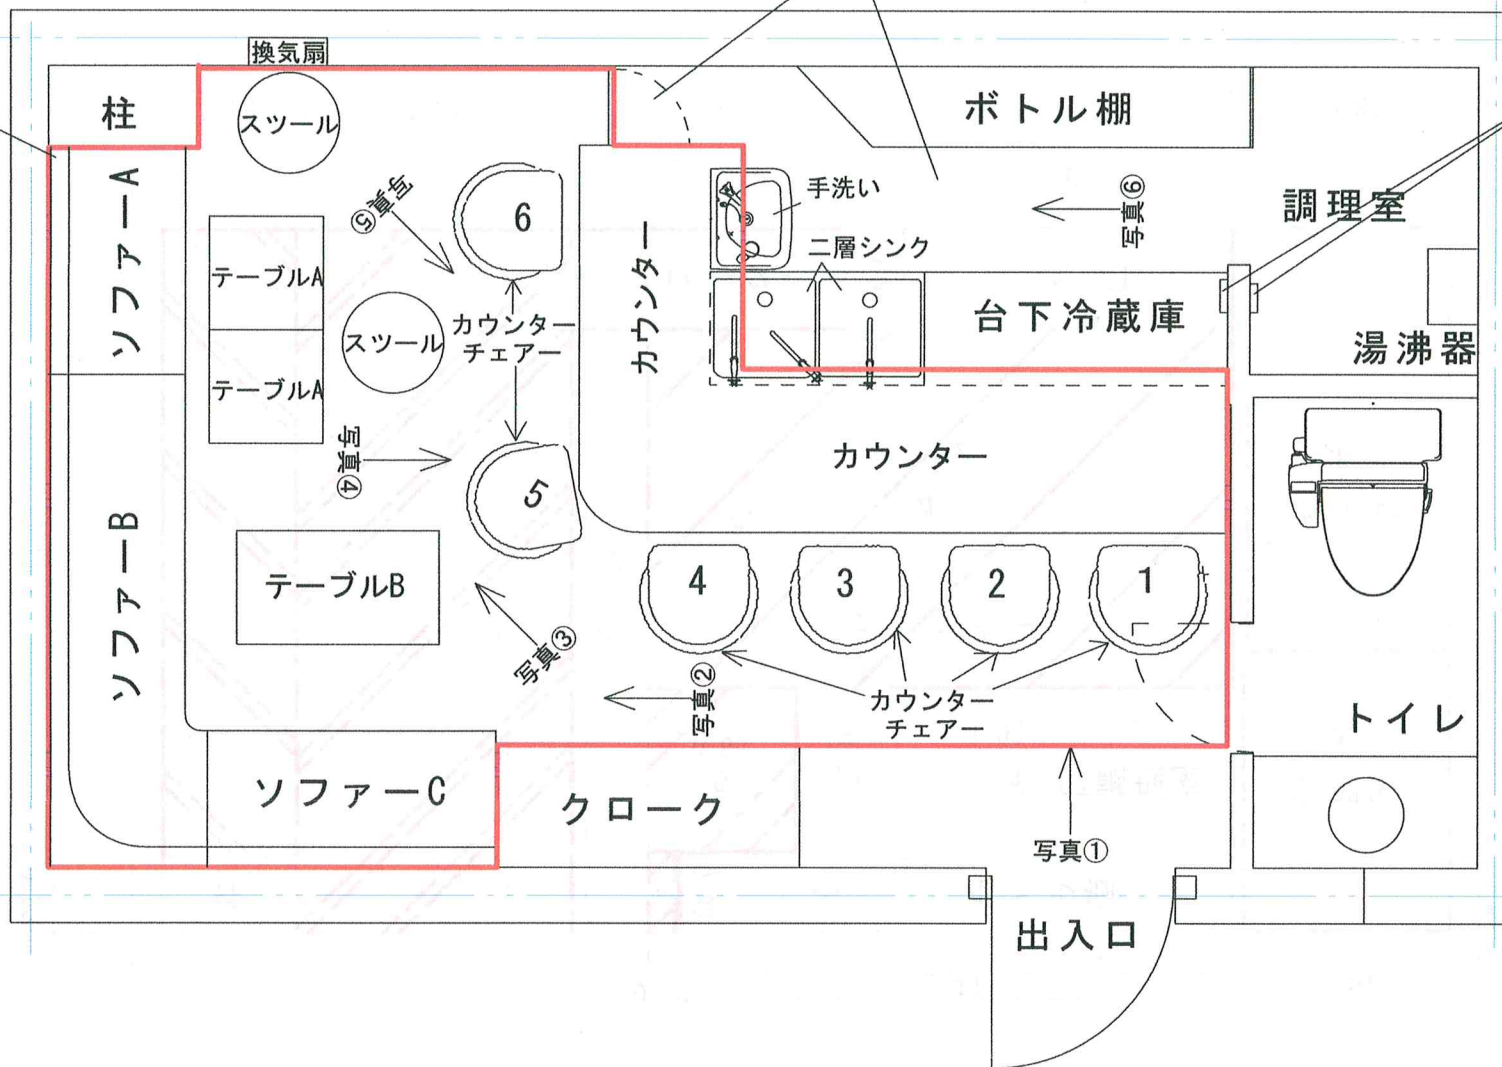 換気扇
柱
スツール
ボトル棚
ソファーA
写真⑤
6
カウンター
手洗い
写真⑥
調理室
二層シンク
テーブルA
カウンター
チェアー
台下冷蔵庫
スツール
湯沸器
テーブルA
写真④
カウンター
5
ソファーB
テーブルB
4
3
2
1
写真③
写真②
カウンター
チェアー
トイレ
ソファーC
クローク
写真①
出入口